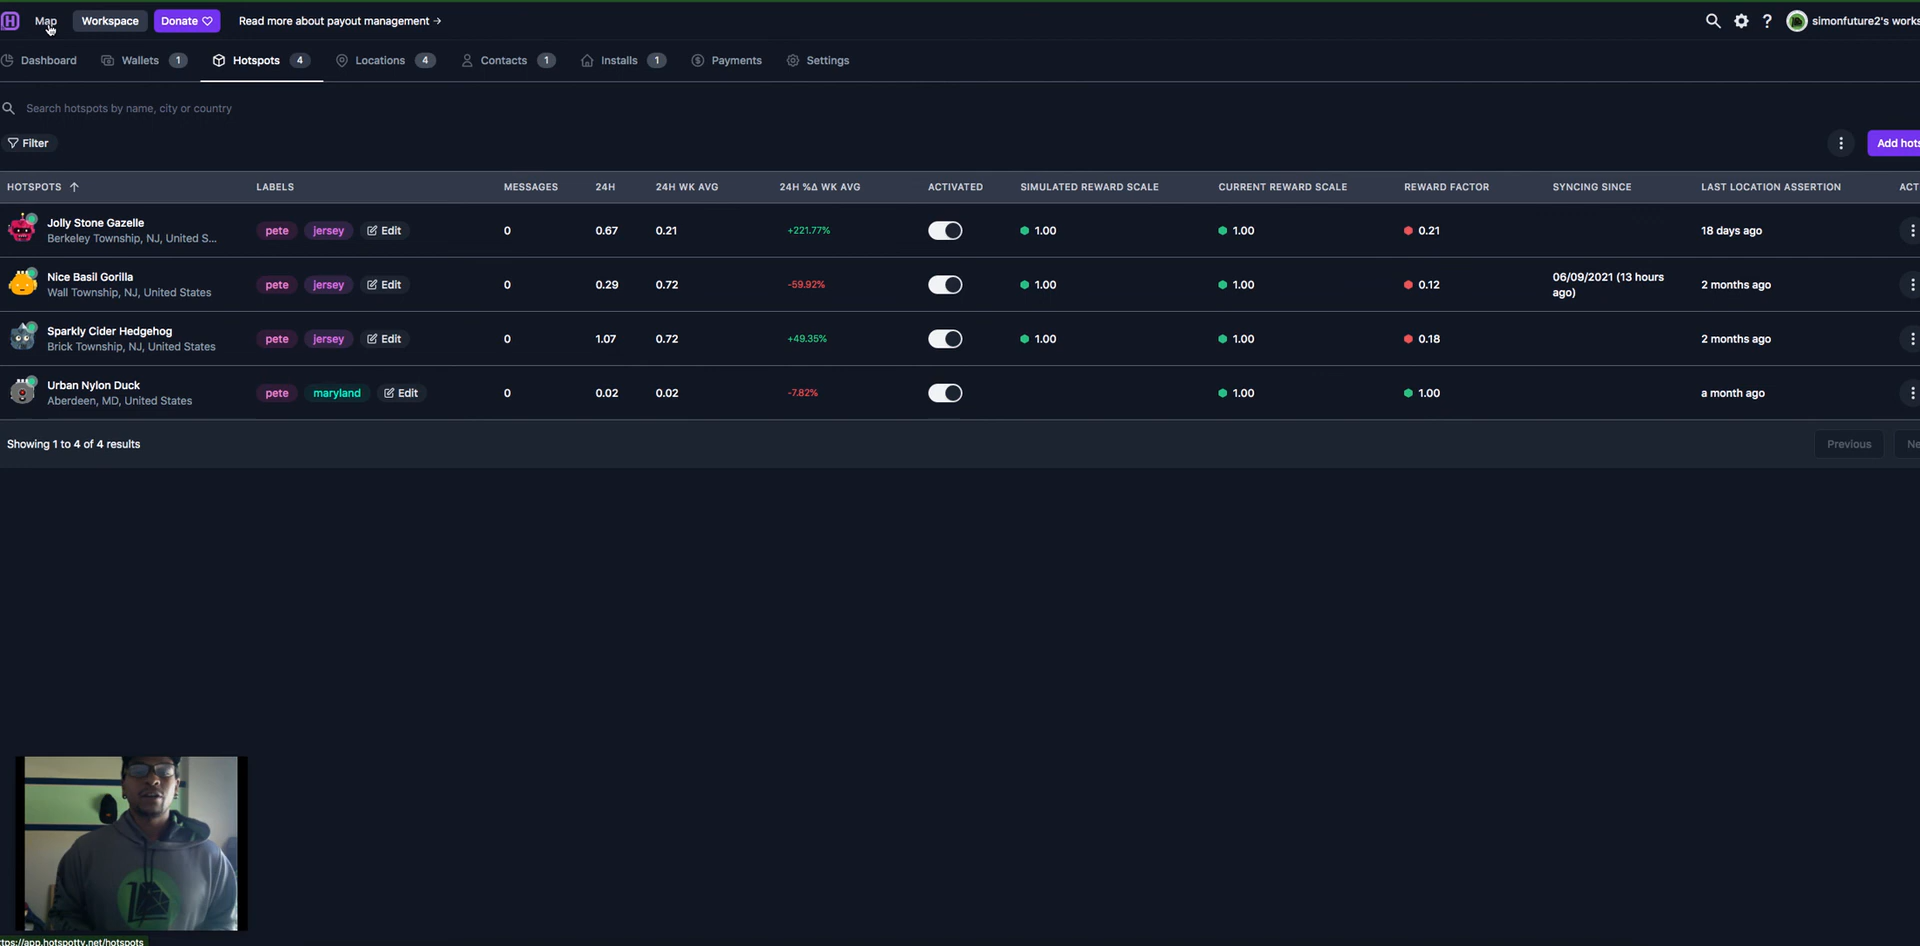 Map
Workspace
Donate
Read more about payout management →
simonfuture2's works
Dashboard
Wallets 1
Hotspots 4
Locations 4
Contacts 1
Installs 1
Payments
Settings
Search hotspots by name, city or country
Filter
Add hots
HOTSPOTS ↑ LABELS MESSAGES 24H 24H WK AVG 24H %Δ WK AVG ACTIVATED SIMULATED REWARD SCALE CURRENT REWARD SCALE REWARD FACTOR SYNCING SINCE LAST LOCATION ASSERTION ACT
Jolly Stone Gazelle
Berkeley Township, NJ, United S...
pete jersey Edit 0 0.67 0.21 +221.77% 1.00 1.00 0.21 18 days ago
Nice Basil Gorilla
Wall Township, NJ, United States
pete jersey Edit 0 0.29 0.72 -59.92% 1.00 1.00 0.12 06/09/2021 (13 hours
ago)
2 months ago
Sparkly Cider Hedgehog
Brick Township, NJ, United States
pete jersey Edit 0 1.07 0.72 +49.35% 1.00 1.00 0.18 2 months ago
Urban Nylon Duck
Aberdeen, MD, United States
pete maryland Edit 0 0.02 0.02 -7.82% 1.00 1.00 a month ago
Showing 1 to 4 of 4 results
Previous
Ne
ttps://app.hotspotty.net/hotspots